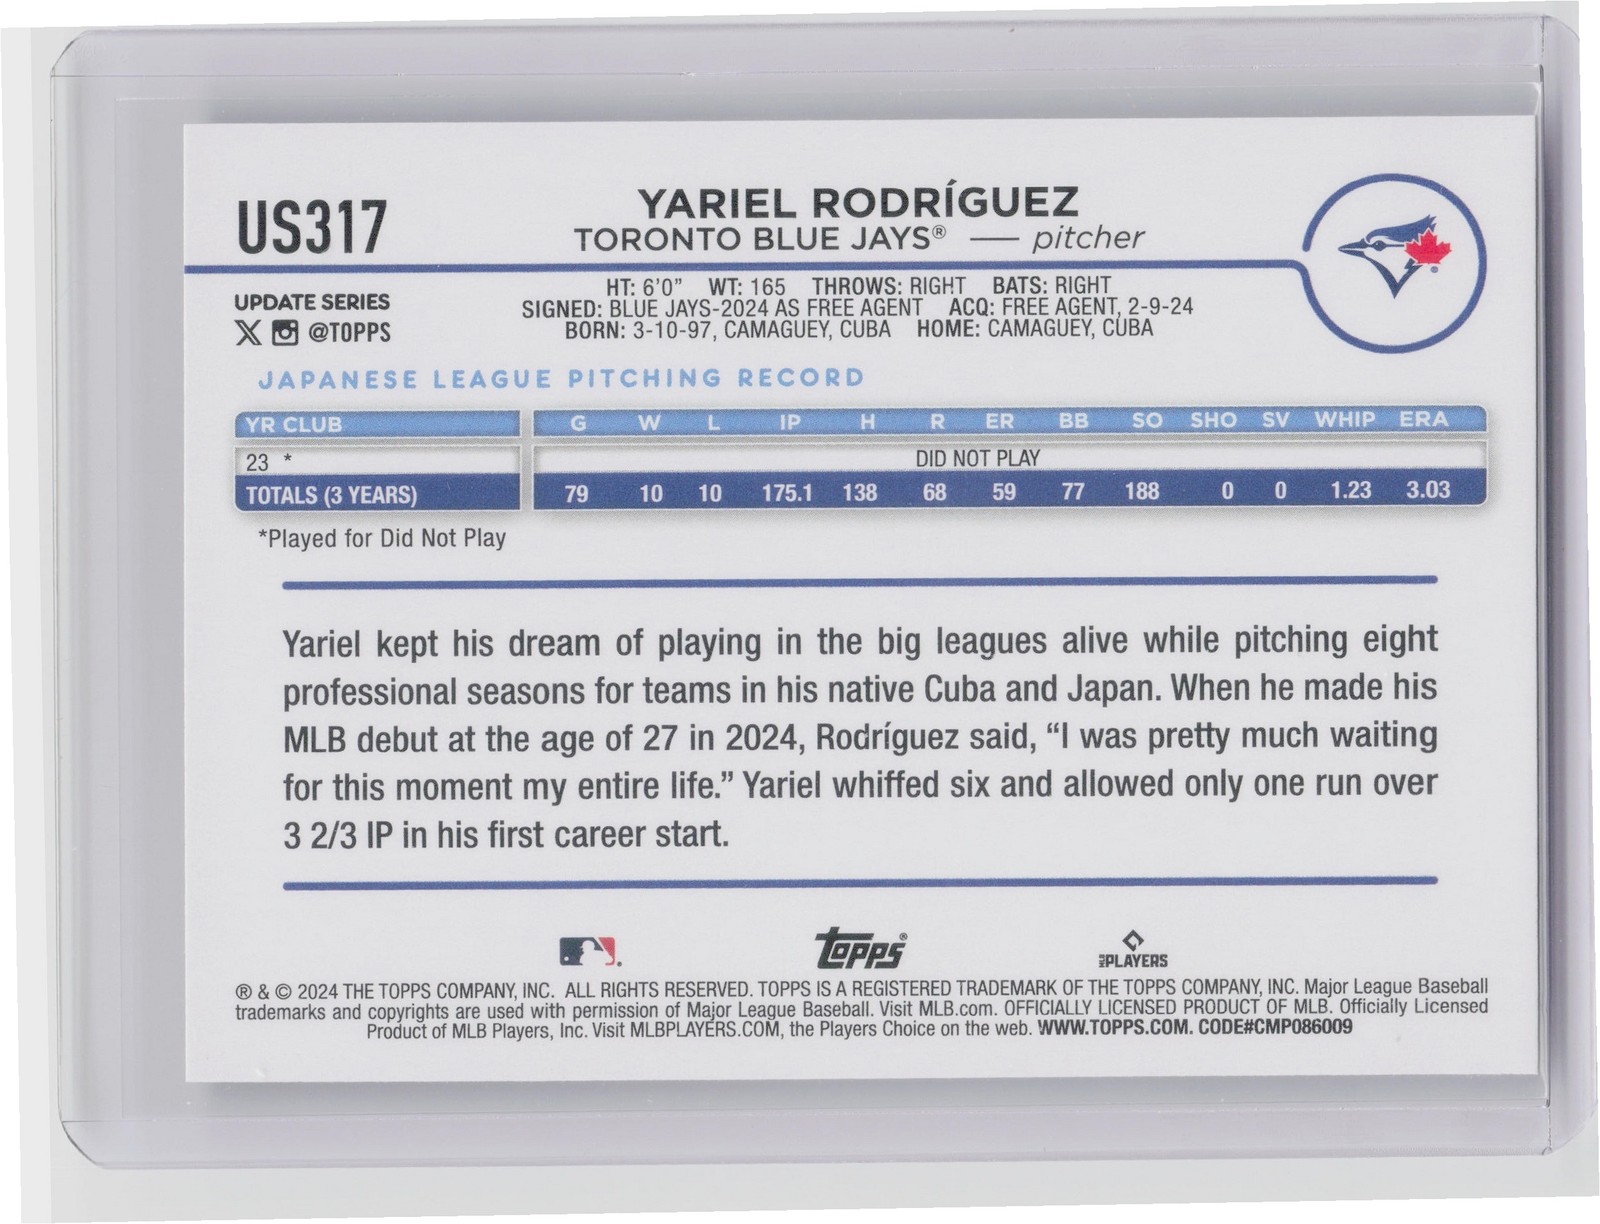 US317
YARIEL RODRÍGUEZ
TORONTO BLUE JAYS® — pitcher
UPDATE SERIES
@TOPPS
HT: 6'0" WT: 165 THROWS: RIGHT BATS: RIGHT
SIGNED: BLUE JAYS-2024 AS FREE AGENT ACQ: FREE AGENT, 2-9-24
BORN: 3-10-97, CAMAGUEY, CUBA HOME: CAMAGUEY, CUBA
JAPANESE LEAGUE PITCHING RECORD
YR CLUB G W L IP H R ER BB SO SHO SV WHIP ERA
23 * DID NOT PLAY
TOTALS (3 YEARS) 79 10 10 175.1 138 68 59 77 188 0 0 1.23 3.03
*Played for Did Not Play
Yariel kept his dream of playing in the big leagues alive while pitching eight
professional seasons for teams in his native Cuba and Japan. When he made his
MLB debut at the age of 27 in 2024, Rodríguez said, “I was pretty much waiting
for this moment my entire life.” Yariel whiffed six and allowed only one run over
3 2/3 IP in his first career start.
Topps®
MLB PLAYERS
® & © 2024 THE TOPPS COMPANY, INC. ALL RIGHTS RESERVED. TOPPS IS A REGISTERED TRADEMARK OF THE TOPPS COMPANY, INC. Major League Baseball
trademarks and copyrights are used with permission of Major League Baseball. Visit MLB.com. OFFICIALLY LICENSED PRODUCT OF MLB. Officially Licensed
Product of MLB Players, Inc. Visit MLBPLAYERS.COM, the Players Choice on the web. WWW.TOPPS.COM. CODE#CMP086009